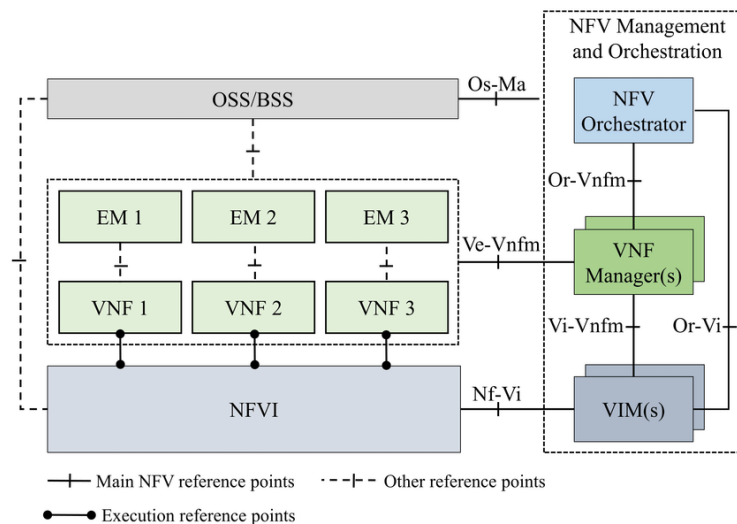 NFV Management
and Orchestration
OSS/BSS
Os-Ma
NFV
Orchestrator
Or-Vnfm
EM 1
EM 2
EM 3
Ve-Vnfm
VNF
Manager(s)
VNF 1
VNF 2
VNF 3
Vi-Vnfm
Or-Vi
NFVI
Nf-Vi
VIM(s)
Main NFV reference points
Other reference points
Execution reference points